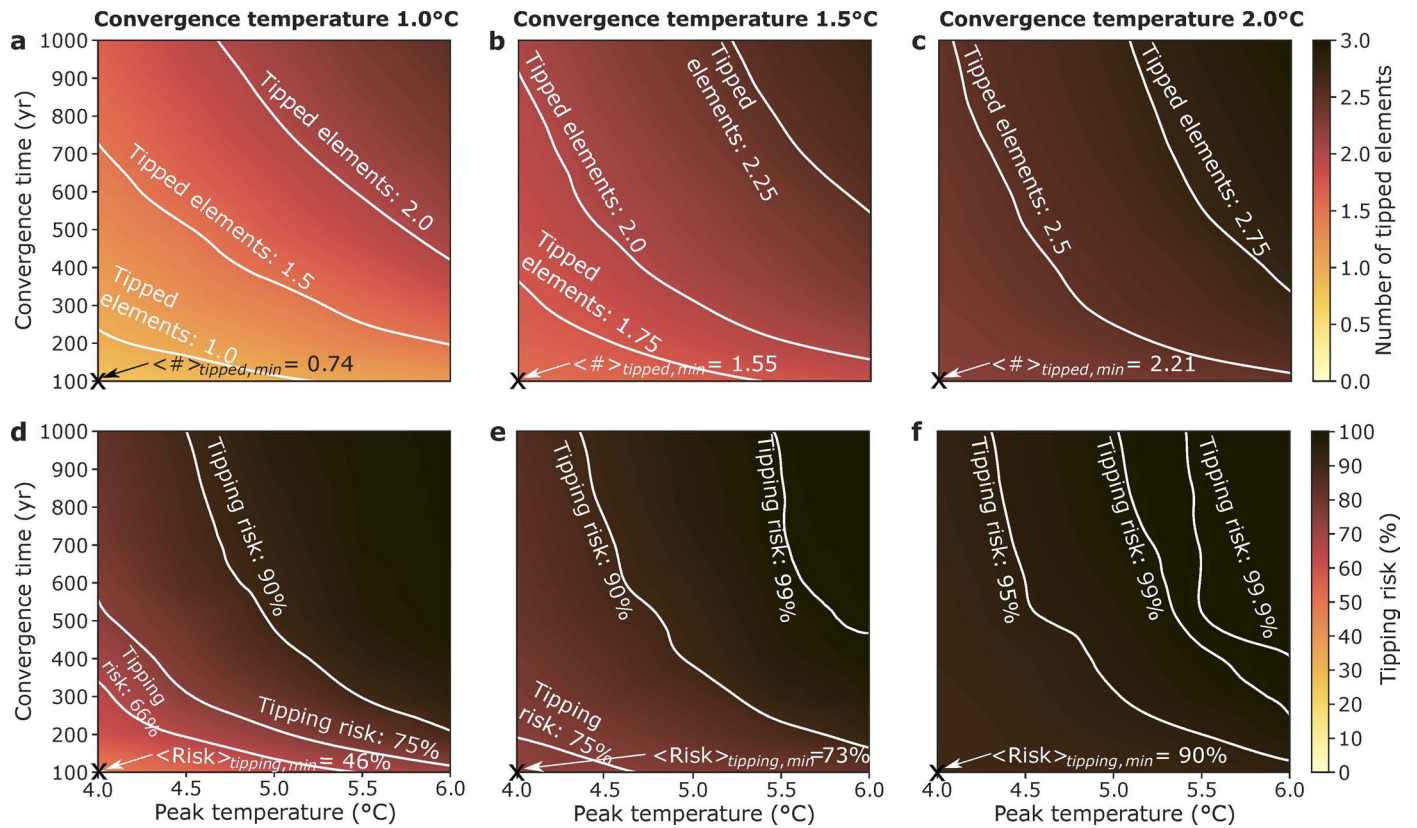 Convergence temperature 1.0°C
Convergence temperature 1.5°C
Convergence temperature 2.0°C
a
b
c
Convergence time (yr)
1000
900
800
700
600
500
400
300
200
100
Tipped elements: 2.0
Tipped elements: 1.5
Tipped
elements: 1.0
<#>tipped,min = 0.74
Tipped
elements: 2.25
Tipped elements: 2.0
Tipped
elements: 1.75
<#>tipped,min = 1.55
Tipped elements: 2.5
Tipped elements: 2.75
<#>tipped,min = 2.21
3.0
2.5
2.0
1.5
1.0
0.5
0.0
Number of tipped elements
d
e
f
Convergence time (yr)
1000
900
800
700
600
500
400
300
200
100
Tipping risk: 90%
Tipping
risk: 66%
Tipping risk: 75%
<Risk>tipping,min = 46%
4.0
4.5
5.0
5.5
6.0
Peak temperature (°C)
Tipping risk: 90%
Tipping risk: 99%
Tipping
risk: 75%
<Risk>tipping,min=73%
4.0
4.5
5.0
5.5
6.0
Peak temperature (°C)
Tipping risk: 95%
Tipping risk: 99%
Tipping risk: 99.9%
<Risk>tipping,min = 90%
4.0
4.5
5.0
5.5
6.0
Peak temperature (°C)
100
90
80
70
60
50
40
30
20
10
0
Tipping risk (%)